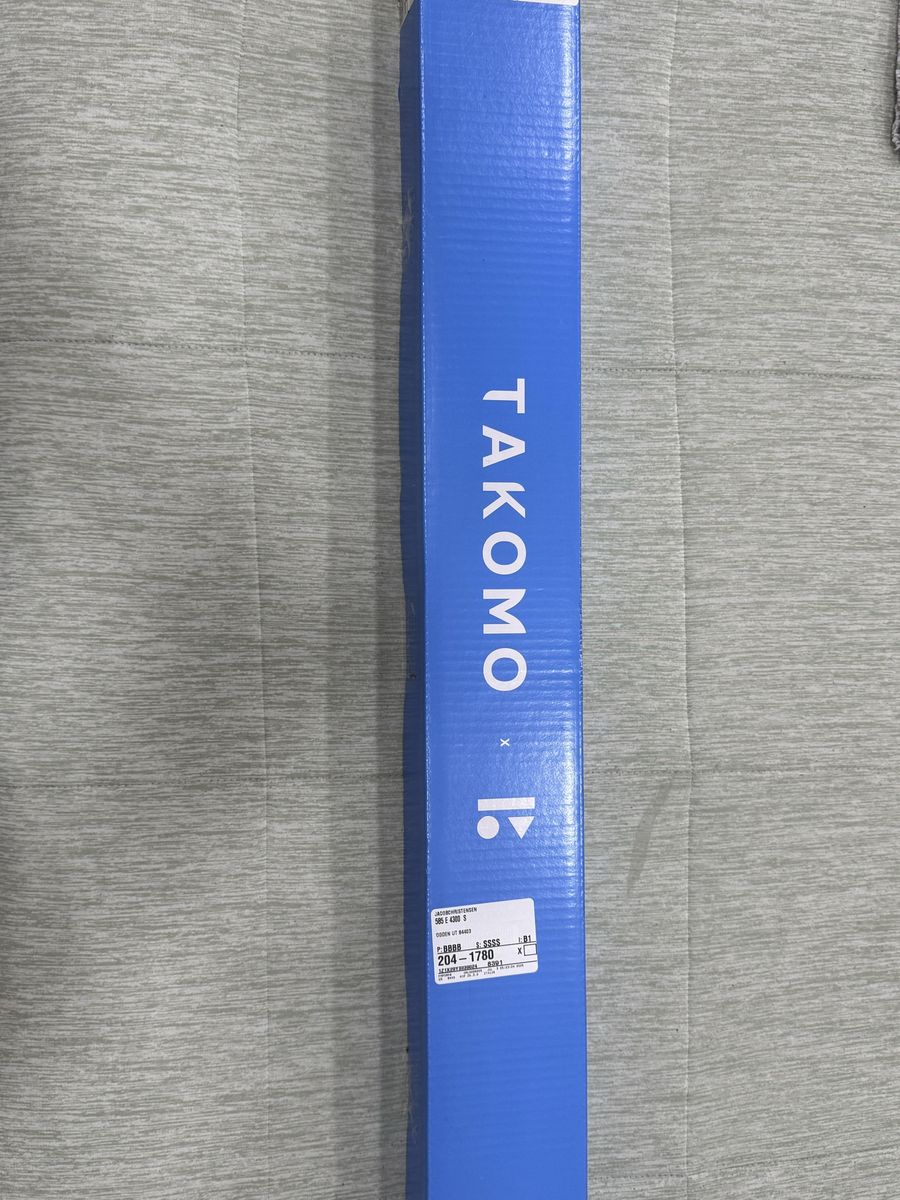 TAKOMO
x
JACOBCHRISTENSEN
585 E 4300 S
OGDEN UT 84403
P: BBBB S: SSSS I: B1
204-1780 X